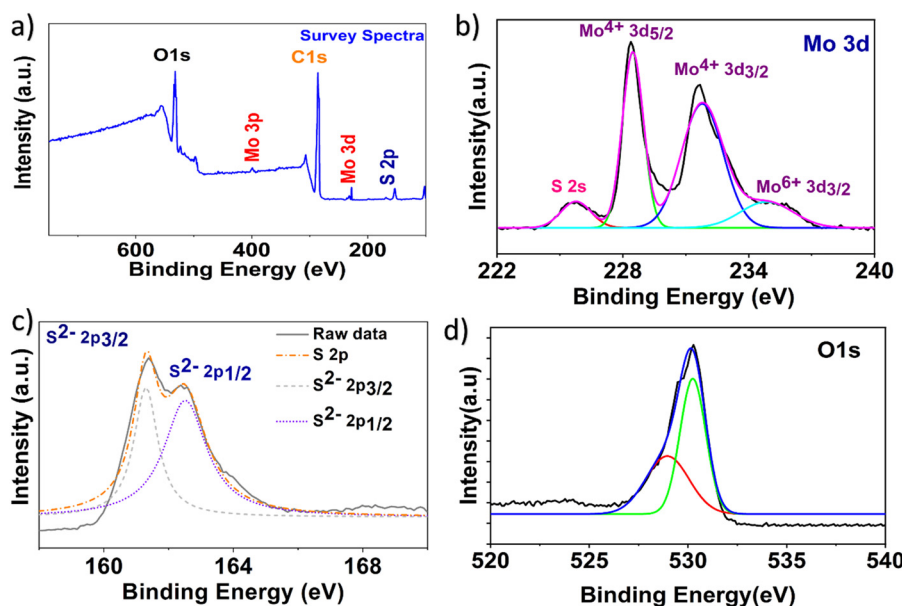 a)
Survey Spectra
O1s
C1s
Mo 3p
Mo 3d
S 2p
Intensity (a.u.)
600
400
200
Binding Energy (eV)
b)
Mo4+ 3d5/2
Mo 3d
Mo4+ 3d3/2
S 2s
Mo6+ 3d3/2
Intensity(a.u.)
222
228
234
240
Binding Energy (eV)
c)
S2- 2p3/2
S2- 2p1/2
Raw data
S 2p
S2- 2p3/2
S2- 2p1/2
Intensity (a.u.)
160
164
168
Binding Energy (eV)
d)
O1s
Intensity(a.u)
520
525
530
535
540
Binding Energy(eV)